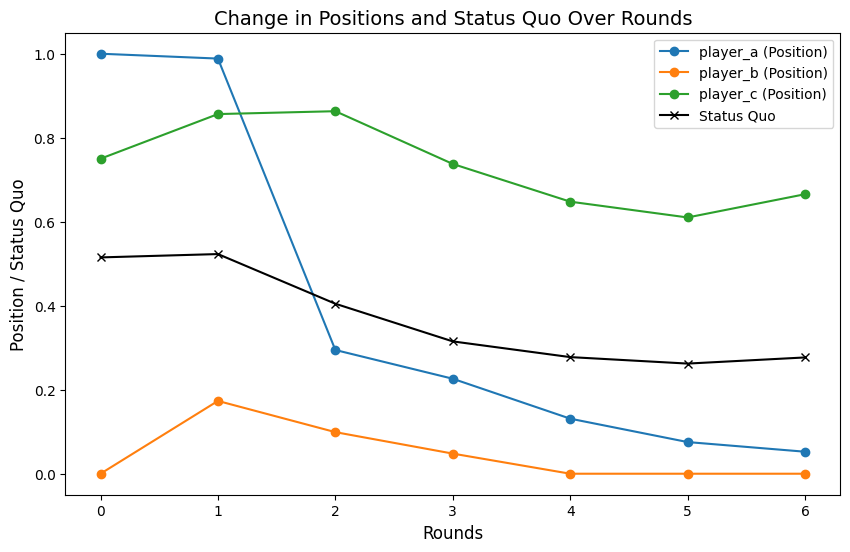 Change in Positions and Status Quo Over Rounds
player_a (Position)
player_b (Position)
player_c (Position)
Status Quo
Position / Status Quo
1.0
0.8
0.6
0.4
0.2
0.0
0 1 2 3 4 5 6
Rounds